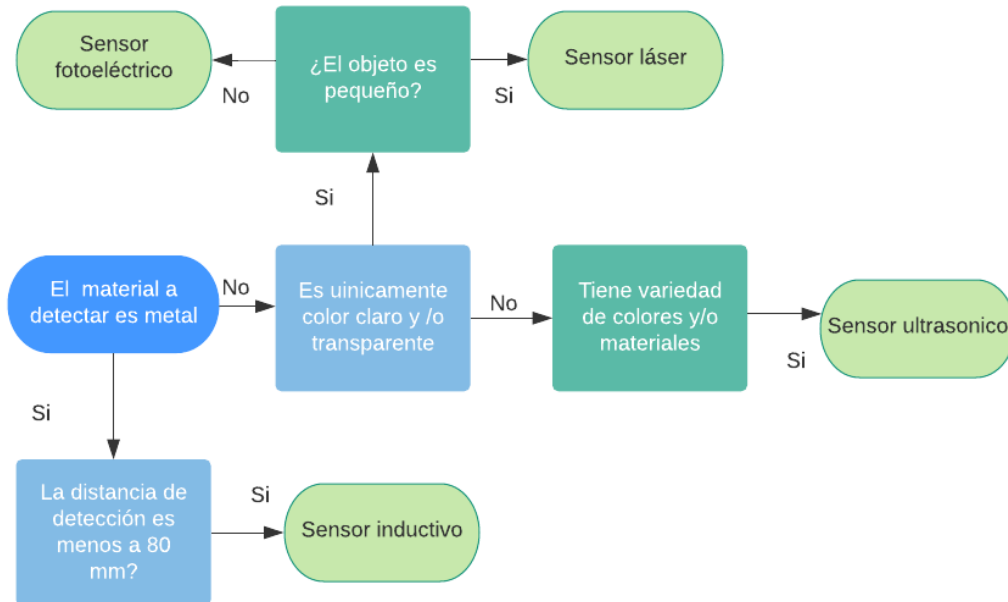 Sensor
fotoeléctrico
No
¿El objeto es
pequeño?
Si
Sensor láser
Si
El  material a
detectar es metal
No
Es uinicamente
color claro y /o
transparente
No
Tiene variedad
de colores y/o
materiales
Si
Sensor ultrasonico
Si
La distancia de
detección es
menos a 80
mm?
Si
Sensor inductivo